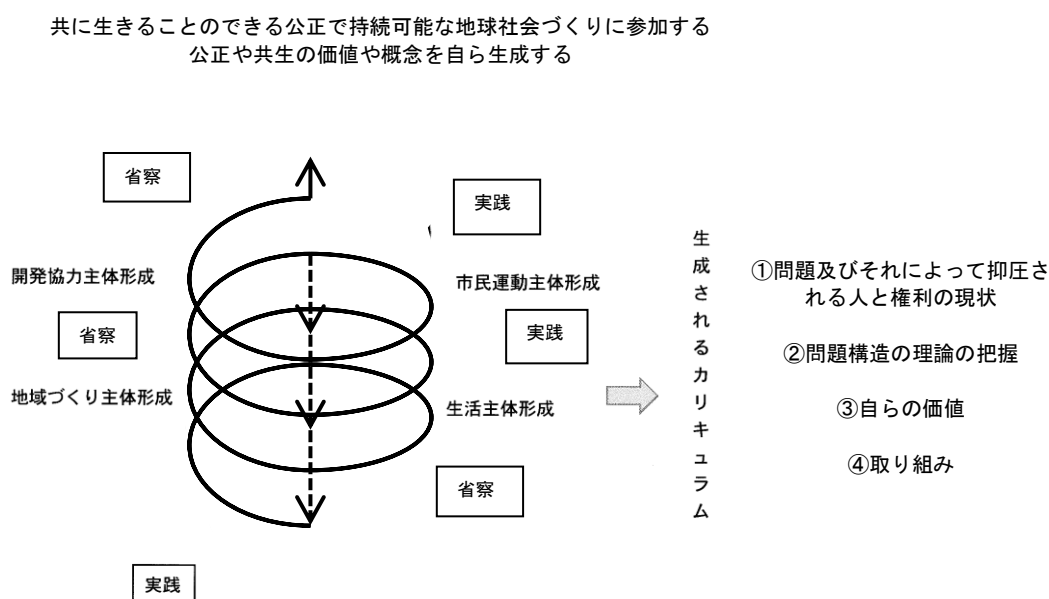 共に生きることのできる公正で持続可能な地球社会づくりに参加する
公正や共生の価値や概念を自ら生成する
省察
実践
開発協力主体形成
市民運動主体形成
省察
実践
地域づくり主体形成
生活主体形成
省察
実践
生成されるカリキュラム
①問題及びそれによって抑圧さ
れる人と権利の現状
②問題構造の理論の把握
③自らの価値
④取り組み